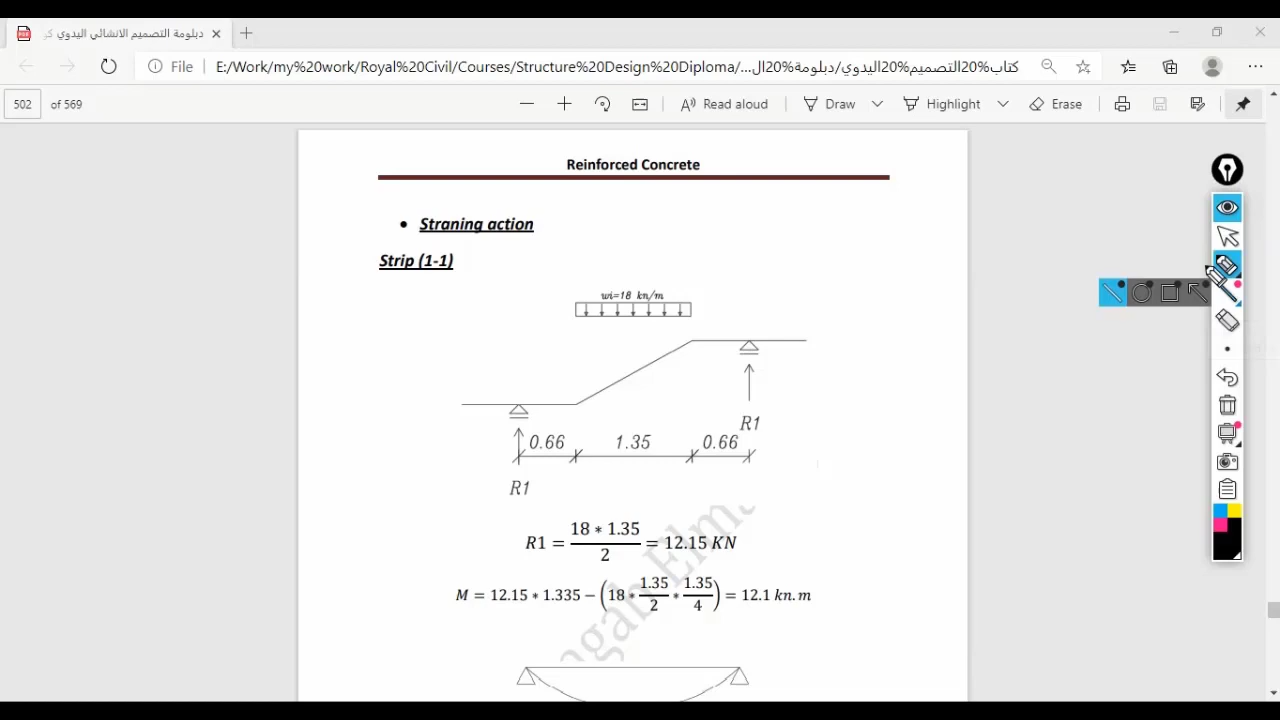 دبلومة التصميم الانشائي اليدوي ك
File E:/Work/my%20work/Royal%20Civil/Courses/Structure%20Design%20Diploma/...كتاب%20التصميم%20اليدوي/دبلومة%20ال
502 of 569 Read aloud Draw Highlight Erase
Reinforced Concrete
• Straning action
Strip (1-1)
wi=18 kn/m
R1
0.66 1.35 0.66
R1
R1 = 18 * 1.35 / 2 = 12.15 KN
M = 12.15 * 1.335 − (18 * 1.35/2 * 1.35/4) = 12.1 kn.m